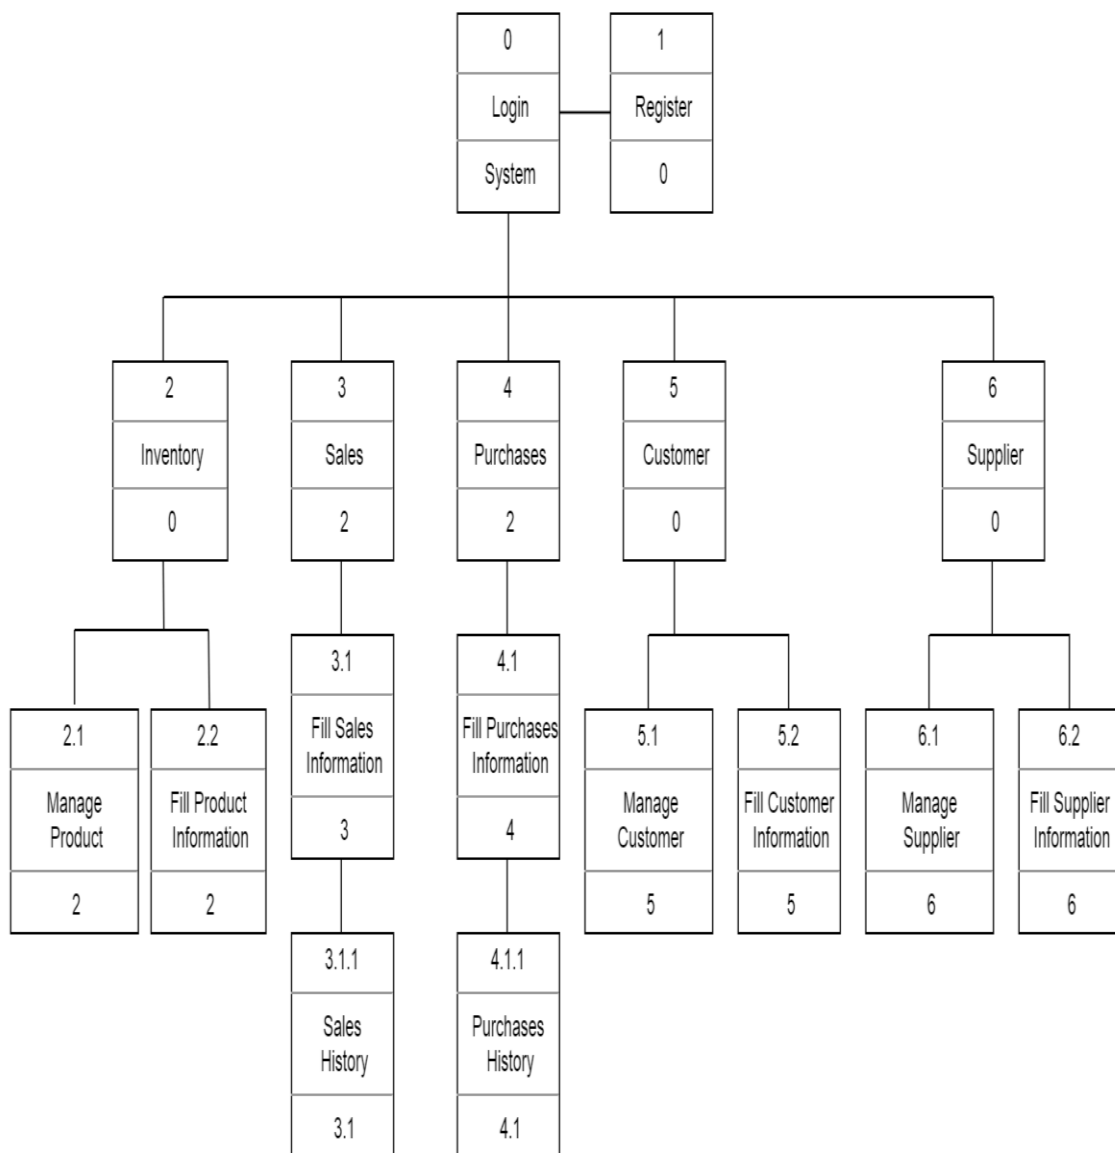 0
Login
System
1
Register
0
2
Inventory
0
3
Sales
2
4
Purchases
2
5
Customer
0
6
Supplier
0
2.1
Manage
Product
2
2.2
Fill Product
Information
2
3.1
Fill Sales
Information
3
4.1
Fill Purchases
Information
4
5.1
Manage
Customer
5
5.2
Fill Customer
Information
5
6.1
Manage
Supplier
6
6.2
Fill Supplier
Information
6
3.1.1
Sales
History
3.1
4.1.1
Purchases
History
4.1